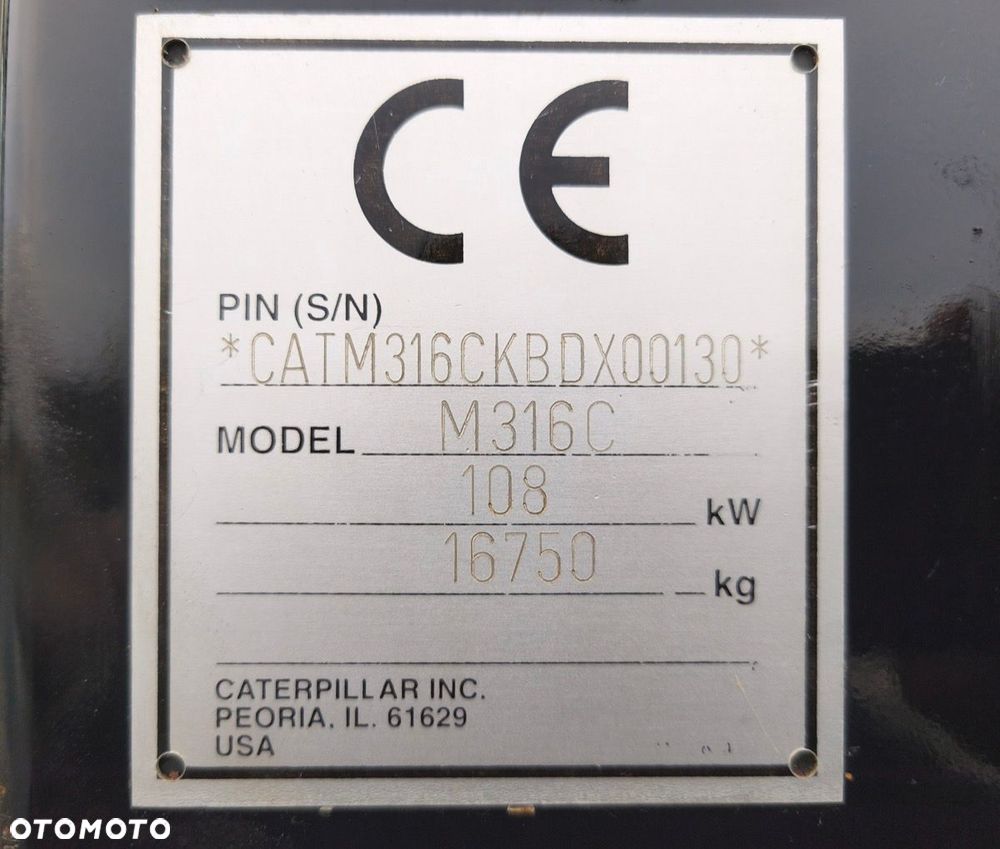 CE
PIN (S/N)
*CATM316CKBDX00130*
MODEL M316C
108 kW
16750 kg
CATERPILLAR INC.
PEORIA, IL. 61629
USA
OTOMOTO